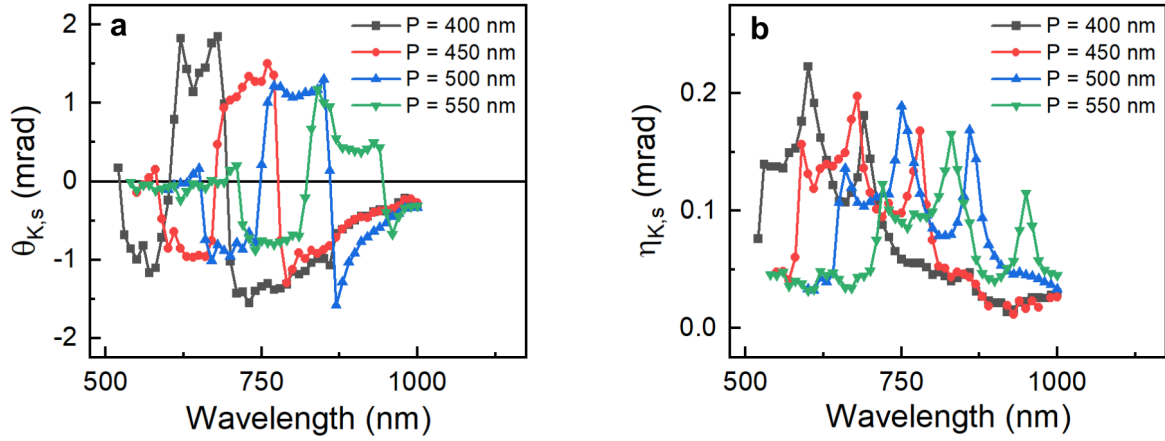 a
P = 400 nm
P = 450 nm
P = 500 nm
P = 550 nm
2
1
0
-1
-2
θK,s (mrad)
500
750
1000
Wavelength (nm)
b
P = 400 nm
P = 450 nm
P = 500 nm
P = 550 nm
0.2
0.1
0.0
ηK,s (mrad)
500
750
1000
Wavelength (nm)